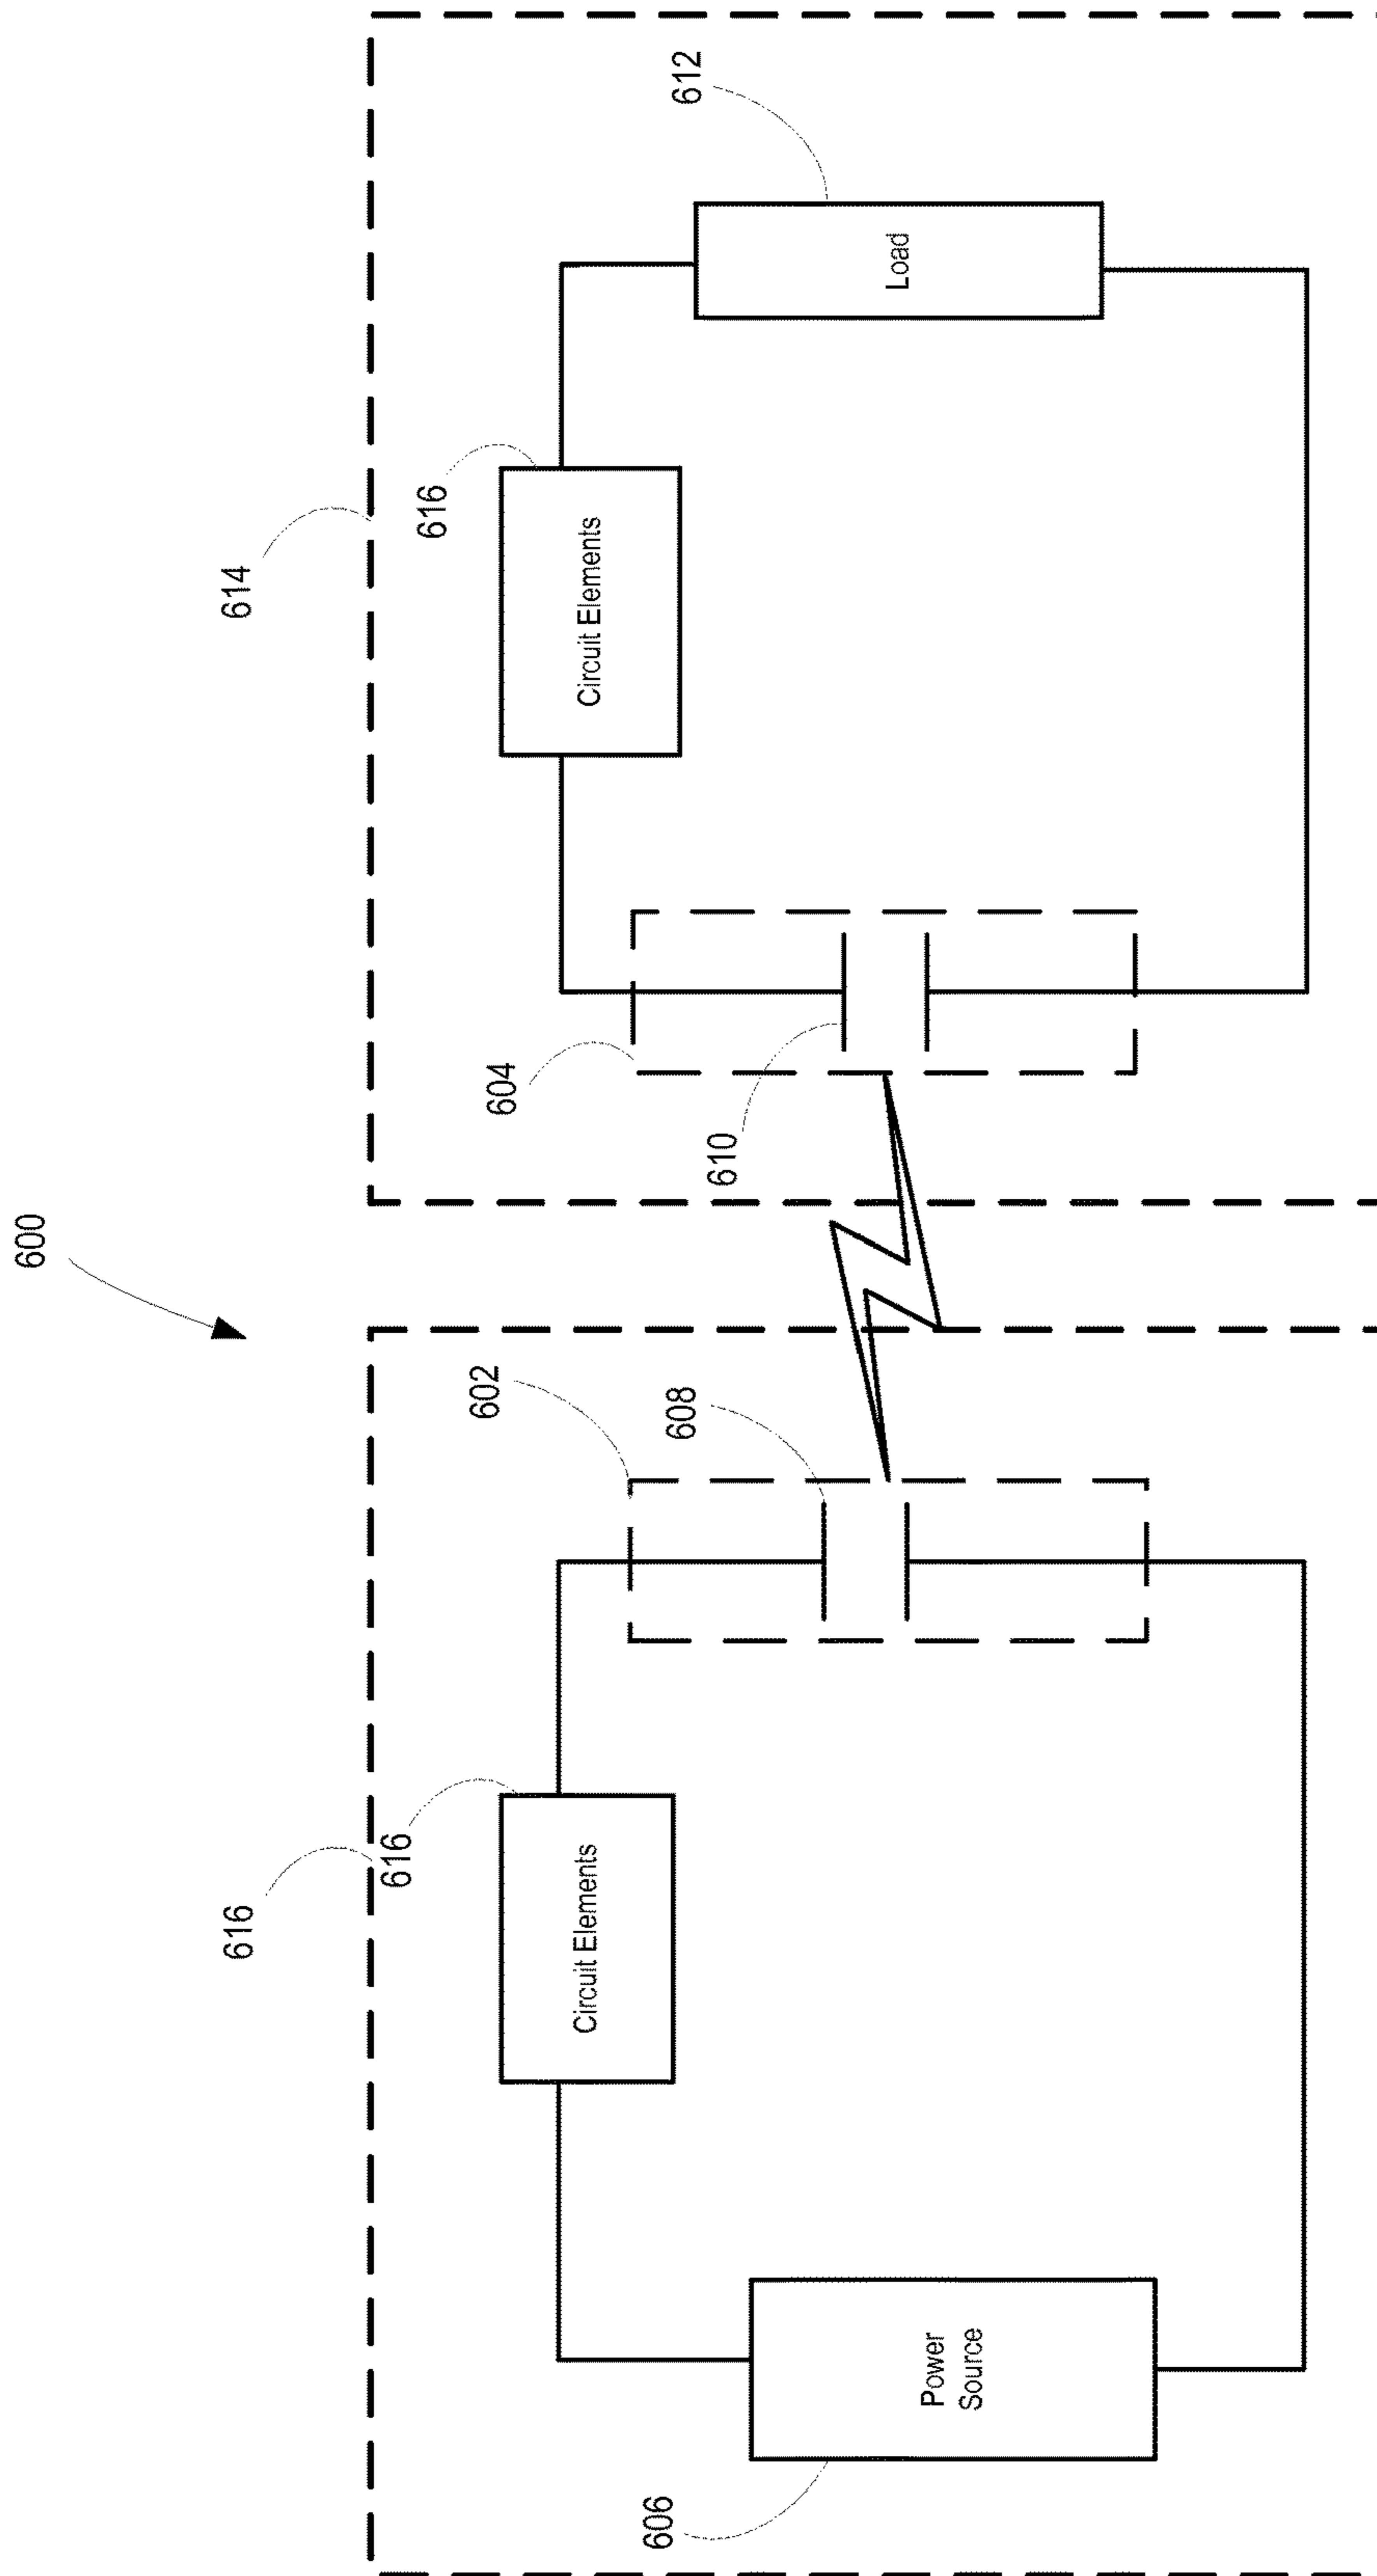 600
616
614
616
616
602
604
612
608
610
Circuit Elements
Circuit Elements
606
Power
Source
Load